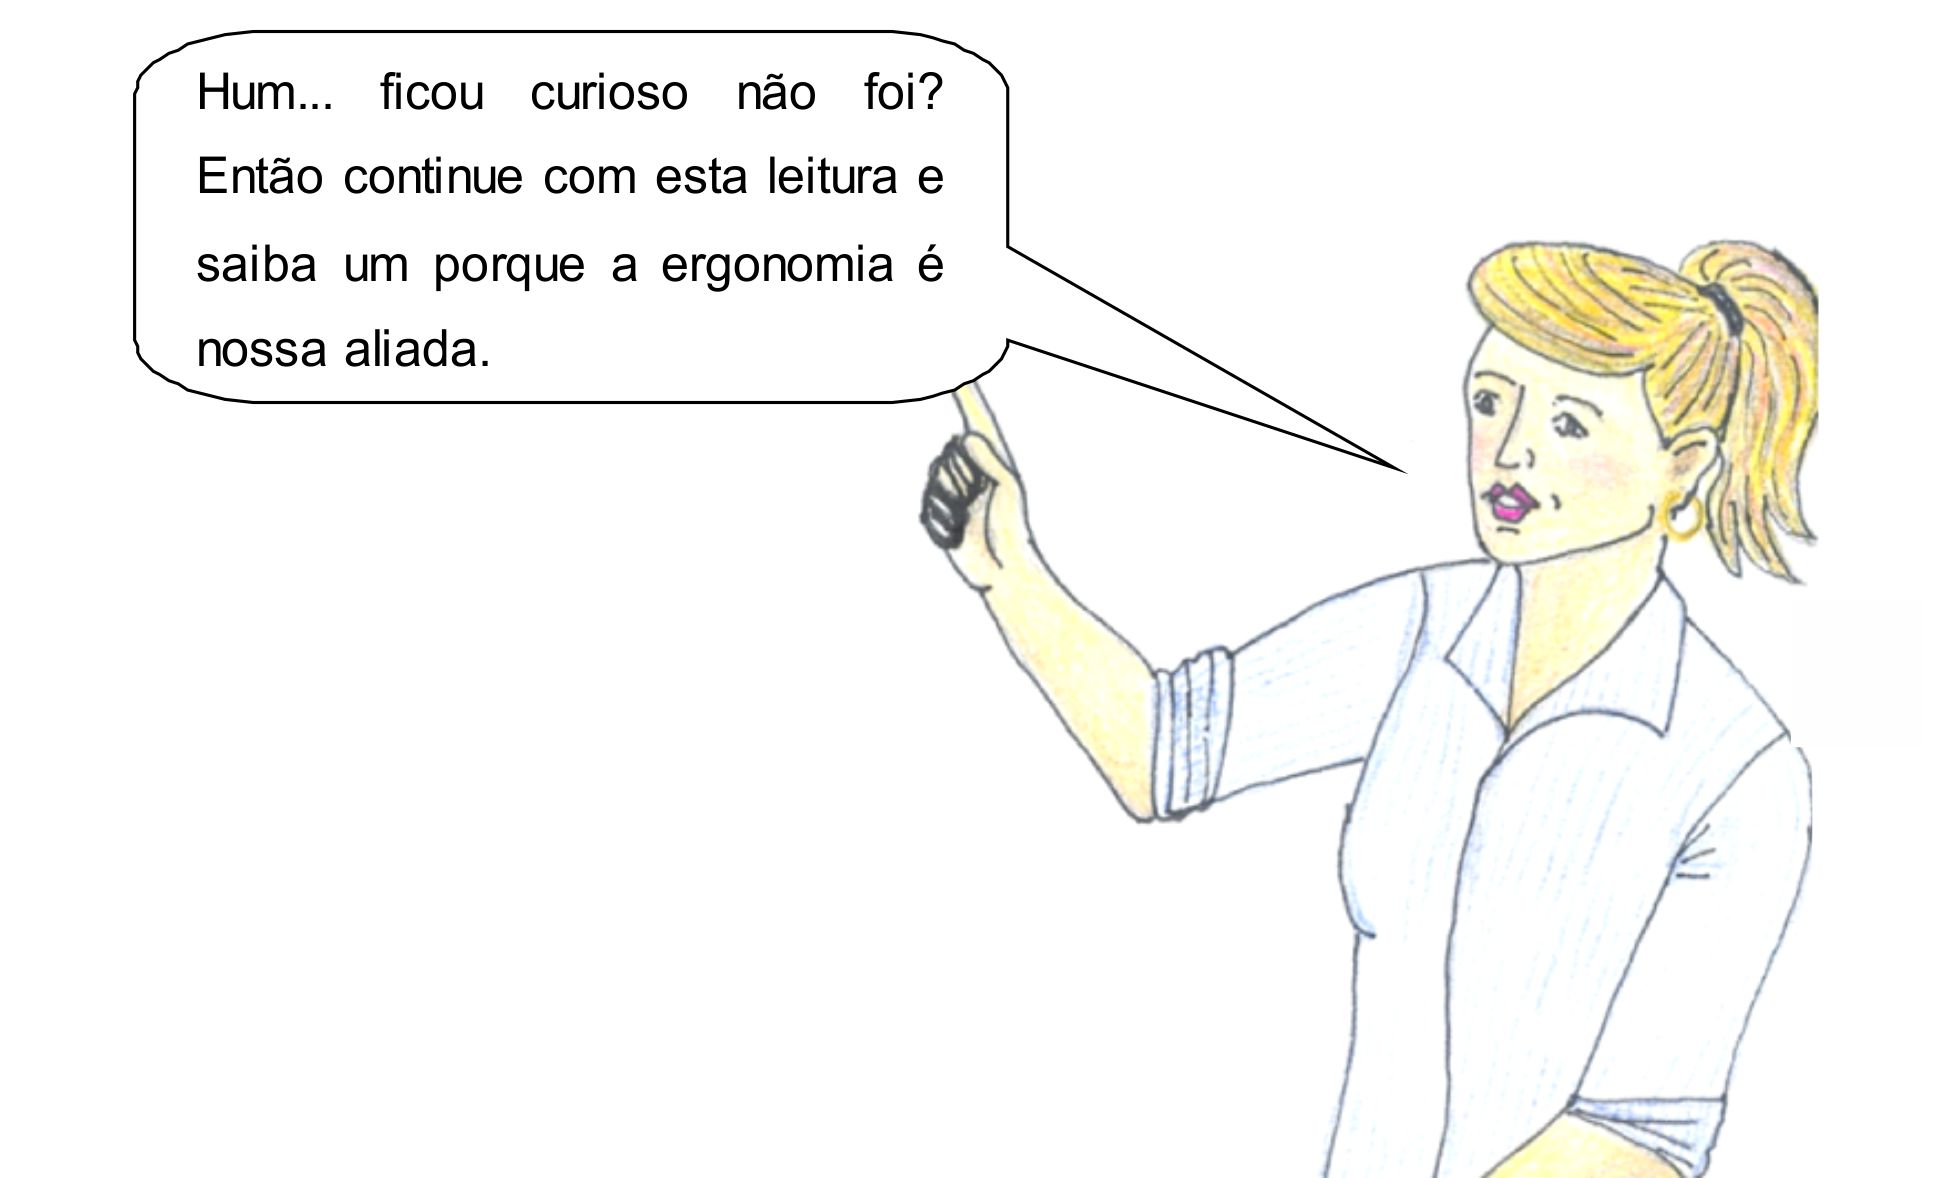 Hum... ficou curioso não foi?
Então continue com esta leitura e
saiba um porque a ergonomia é
nossa aliada.